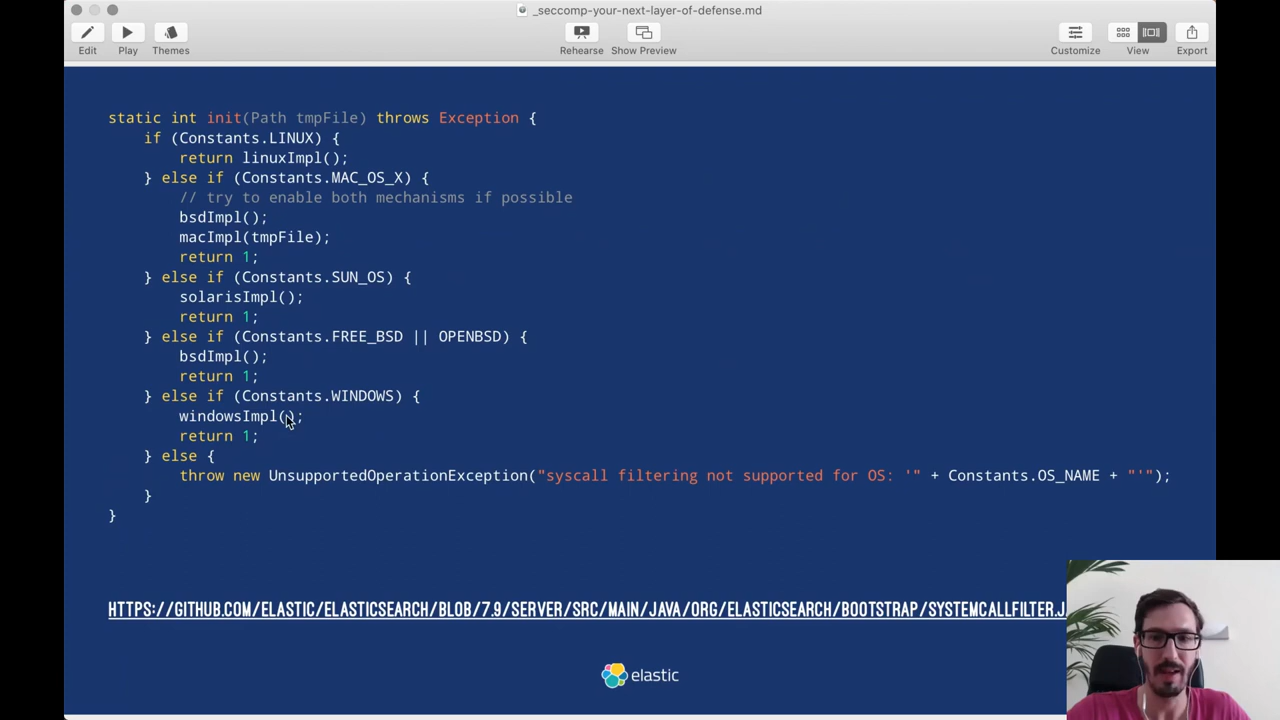 _seccomp-your-next-layer-of-defense.md
Edit Play Themes Rehearse Show Preview Customize View Export
static int init(Path tmpFile) throws Exception {
if (Constants.LINUX) {
return linuxImpl();
} else if (Constants.MAC_OS_X) {
// try to enable both mechanisms if possible
bsdImpl();
macImpl(tmpFile);
return 1;
} else if (Constants.SUN_OS) {
solarisImpl();
return 1;
} else if (Constants.FREE_BSD || OPENBSD) {
bsdImpl();
return 1;
} else if (Constants.WINDOWS) {
windowsImpl();
return 1;
} else {
throw new UnsupportedOperationException("syscall filtering not supported for OS: '" + Constants.OS_NAME + "'");
}
}
HTTPS://GITHUB.COM/ELASTIC/ELASTICSEARCH/BLOB/7.9/SERVER/SRC/MAIN/JAVA/ORG/ELASTICSEARCH/BOOTSTRAP/SYSTEMCALLFILTER.J
elastic